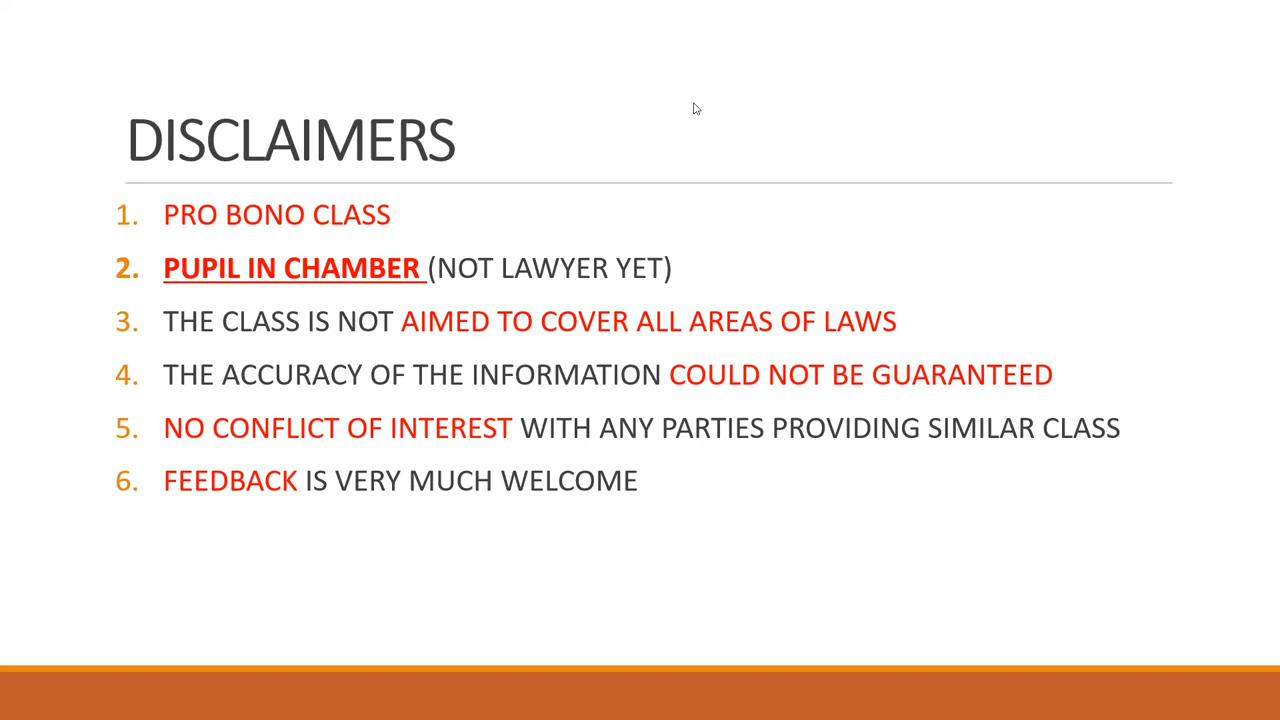 DISCLAIMERS
1. PRO BONO CLASS
2. PUPIL IN CHAMBER (NOT LAWYER YET)
3. THE CLASS IS NOT AIMED TO COVER ALL AREAS OF LAWS
4. THE ACCURACY OF THE INFORMATION COULD NOT BE GUARANTEED
5. NO CONFLICT OF INTEREST WITH ANY PARTIES PROVIDING SIMILAR CLASS
6. FEEDBACK IS VERY MUCH WELCOME